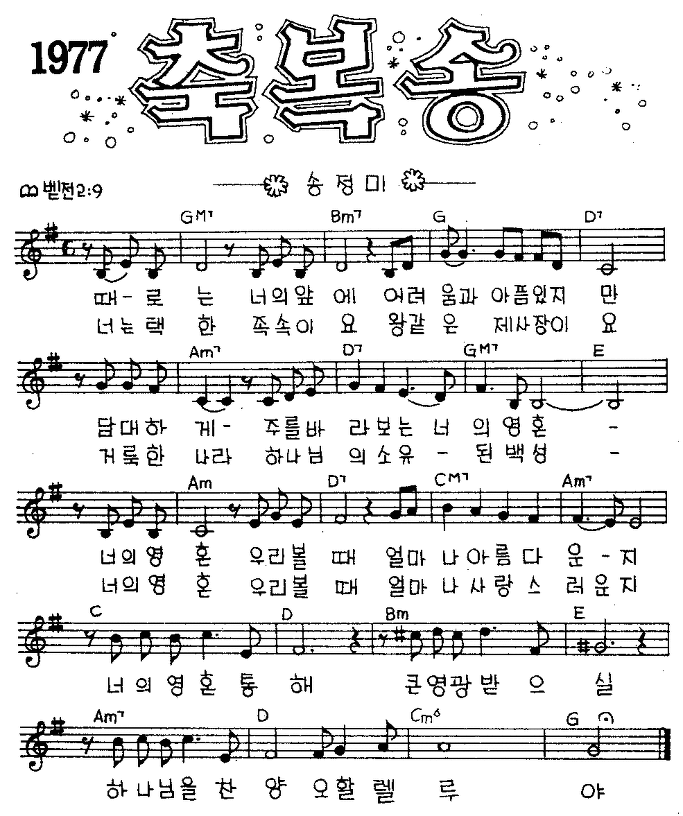 1977
축복송
벧전2:9
송정미
GM7 Bm7 G D7
때-로 는 너의앞 에 어려 움과 아픔있지 만
너는택 한 족속이 요 왕같 은 제사장이 요
Am7 D7 GM7 E
담대하 게- 주를바 라보는 너 의 영혼 -
거룩한 나라 하나님 의소유 - 된백성 -
Am D7 CM7 Am7
너의영 혼 우리볼 때 얼마 나아름다 운-지
너의영 혼 우리볼 때 얼마 나사랑스 러운지
C D Bm E
너의영혼 통 해 큰영광받 으 실
Am7 D Cm6 G
하나님을 찬 양 오할 렐 루 야